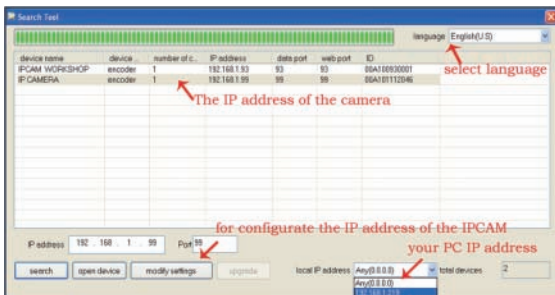 Search Tool
language English(U.S)
device name device .. number of c.. IP address data port web port ID
select language
IPCAM WORKSHOP encoder 1 192.168.1.93 93 93 00A100930001
IP CAMERA encoder 1 192.168.1.99 99 99 00A101112046
The IP address of the camera
for configurate the IP address of the IPCAM
your PC IP address
IP address 192 . 168 . 1 . 99 Port 99
search open device modify settings upgrade local IP address Any(0.0.0.0) total devices 2
Any(0.0.0.0)